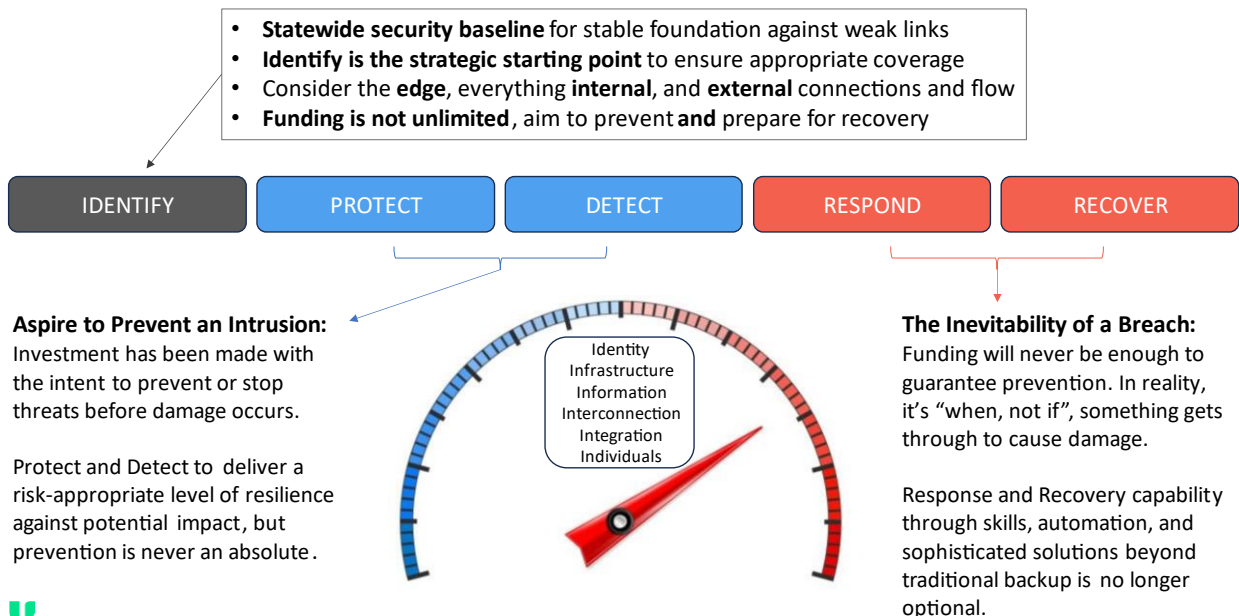 • Statewide security baseline for stable foundation against weak links
• Identify is the strategic starting point to ensure appropriate coverage
• Consider the edge, everything internal, and external connections and flow
• Funding is not unlimited, aim to prevent and prepare for recovery
IDENTIFY
PROTECT
DETECT
RESPOND
RECOVER
Aspire to Prevent an Intrusion:
Investment has been made with
the intent to prevent or stop
threats before damage occurs.
Protect and Detect to deliver a
risk-appropriate level of resilience
against potential impact, but
prevention is never an absolute.
Identity
Infrastructure
Information
Interconnection
Integration
Individuals
The Inevitability of a Breach:
Funding will never be enough to
guarantee prevention. In reality,
it's “when, not if”, something gets
through to cause damage.
Response and Recovery capability
through skills, automation, and
sophisticated solutions beyond
traditional backup is no longer
optional.